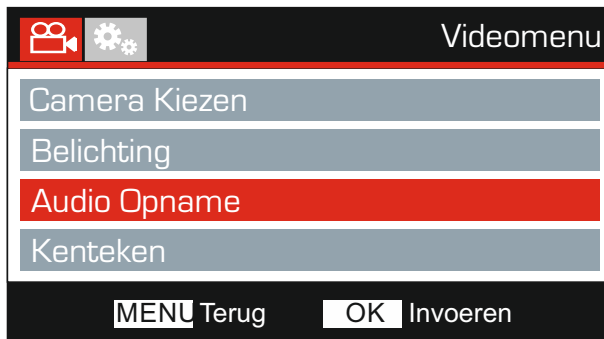 Videomenu
Camera Kiezen
Belichting
Audio Opname
Kenteken
MENU Terug OK Invoeren